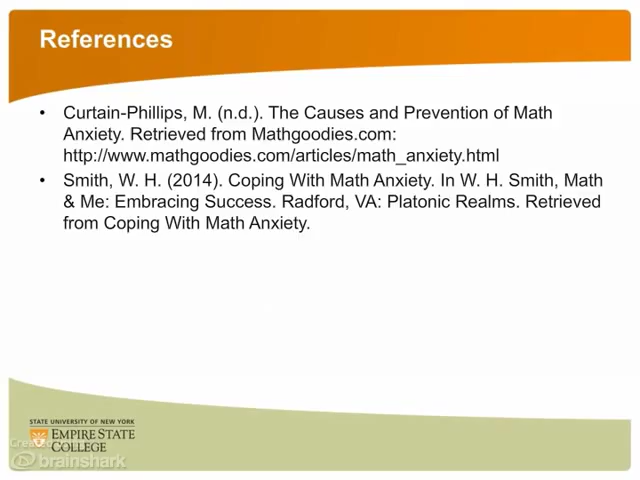 References
• Curtain-Phillips, M. (n.d.). The Causes and Prevention of Math
Anxiety. Retrieved from Mathgoodies.com:
http://www.mathgoodies.com/articles/math_anxiety.html
• Smith, W. H. (2014). Coping With Math Anxiety. In W. H. Smith, Math
& Me: Embracing Success. Radford, VA: Platonic Realms. Retrieved
from Coping With Math Anxiety.
STATE UNIVERSITY OF NEW YORK
EMPIRE STATE
COLLEGE
brainshark